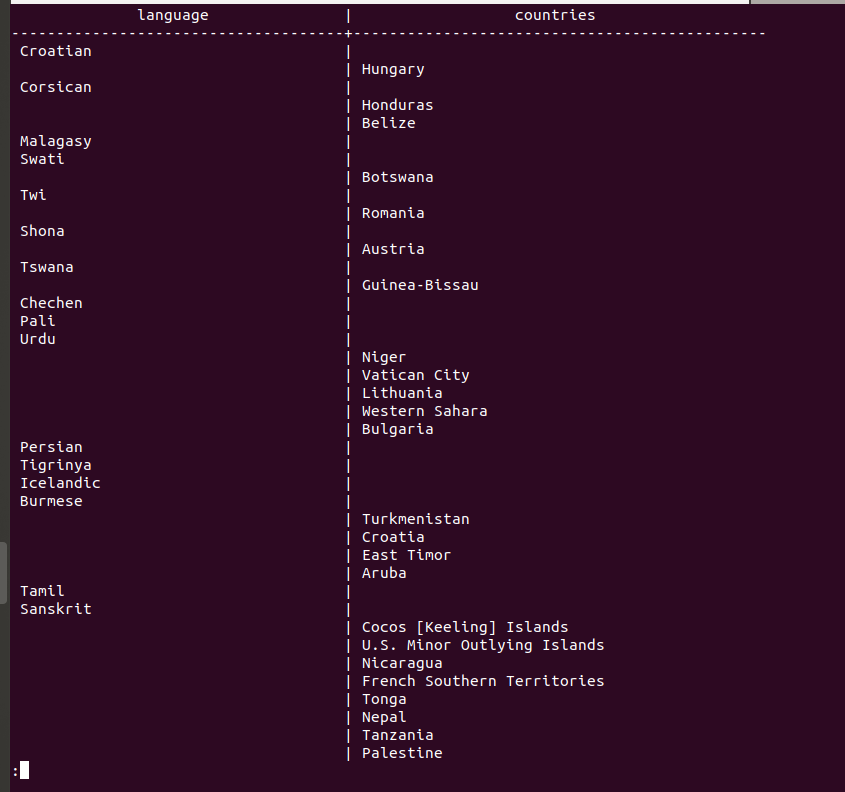 language | countries
-------------------------------------+----------------------------------------------
Croatian |
| Hungary
Corsican |
| Honduras
| Belize
Malagasy |
Swati |
| Botswana
Twi |
| Romania
Shona |
| Austria
Tswana |
| Guinea-Bissau
Chechen |
Pali |
Urdu |
| Niger
| Vatican City
| Lithuania
| Western Sahara
| Bulgaria
Persian |
Tigrinya |
Icelandic |
Burmese |
| Turkmenistan
| Croatia
| East Timor
| Aruba
Tamil |
Sanskrit |
| Cocos [Keeling] Islands
| U.S. Minor Outlying Islands
| Nicaragua
| French Southern Territories
| Tonga
| Nepal
| Tanzania
| Palestine
: